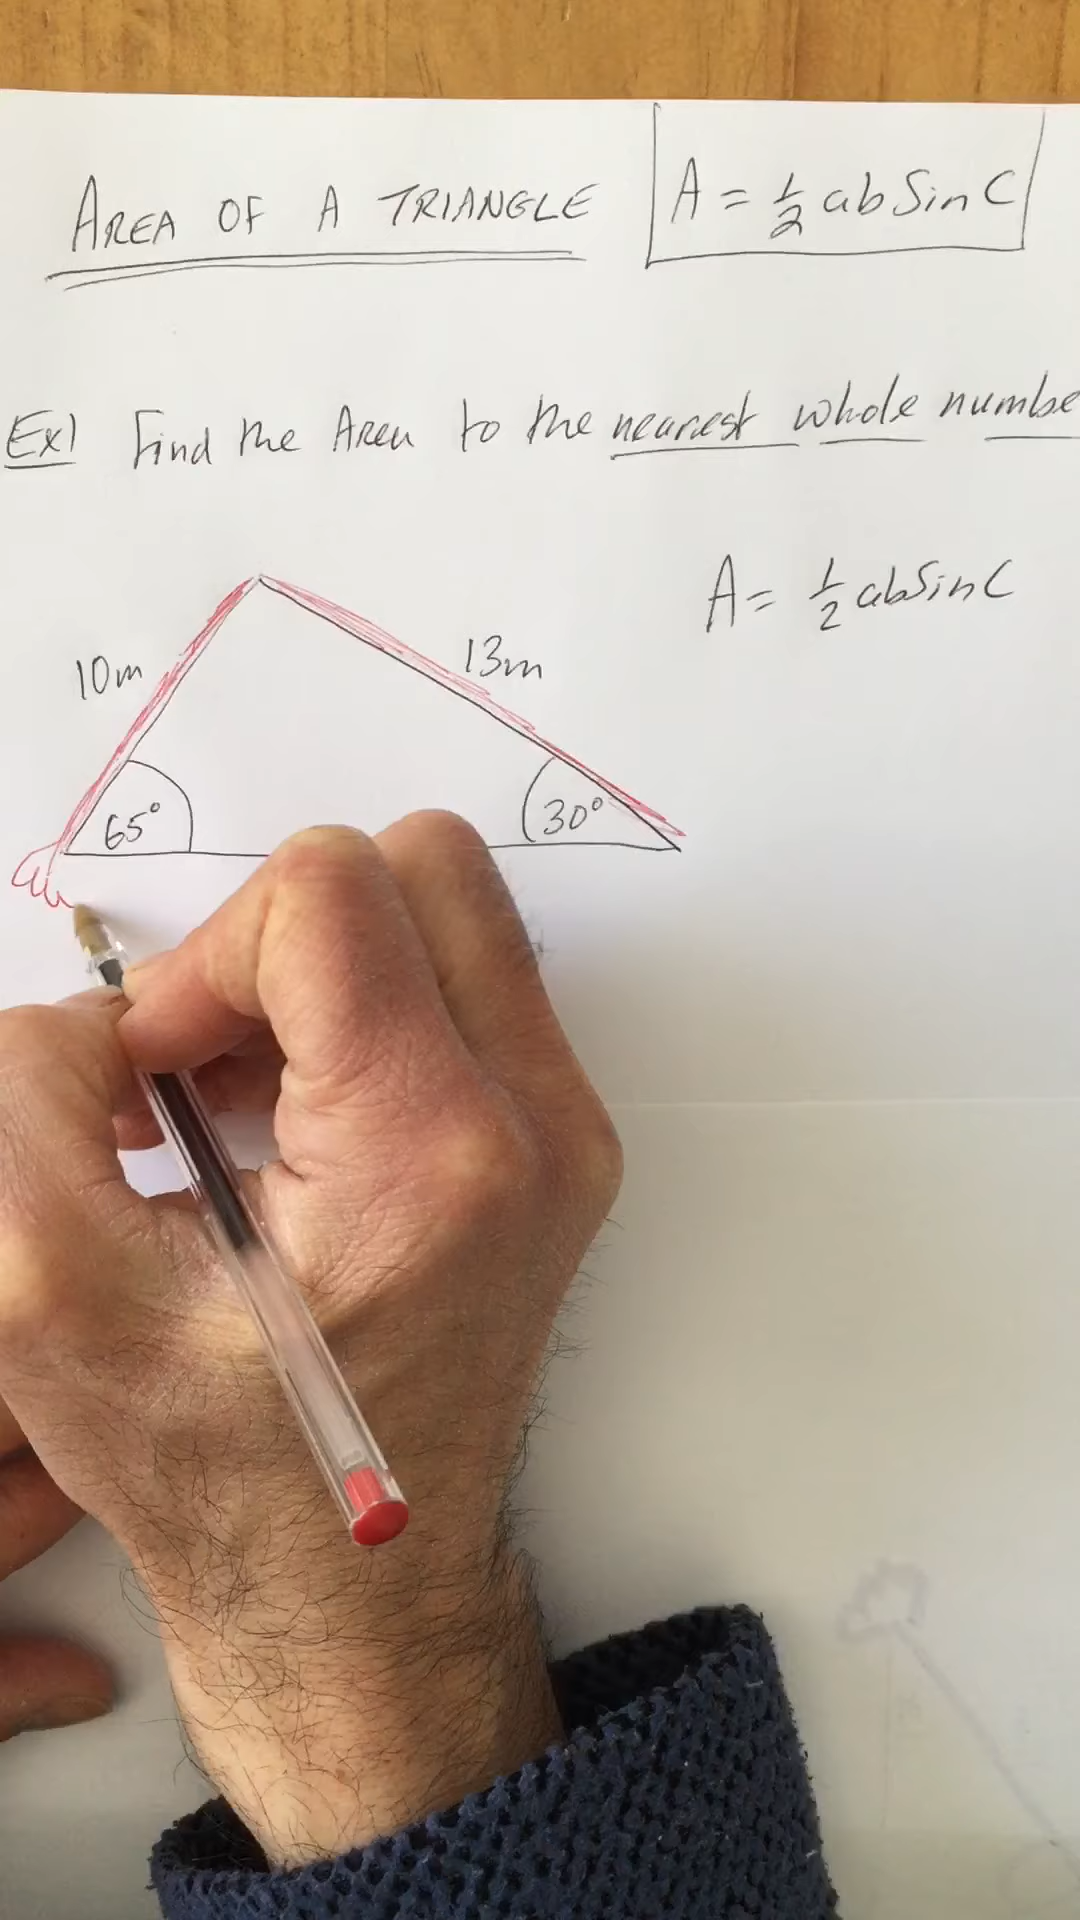 AREA OF A TRIANGLE
A = 1/2 ab Sin C
Ex1 Find the Area to the nearest whole numbe
A = 1/2 abSinC
10m
13m
65°
30°